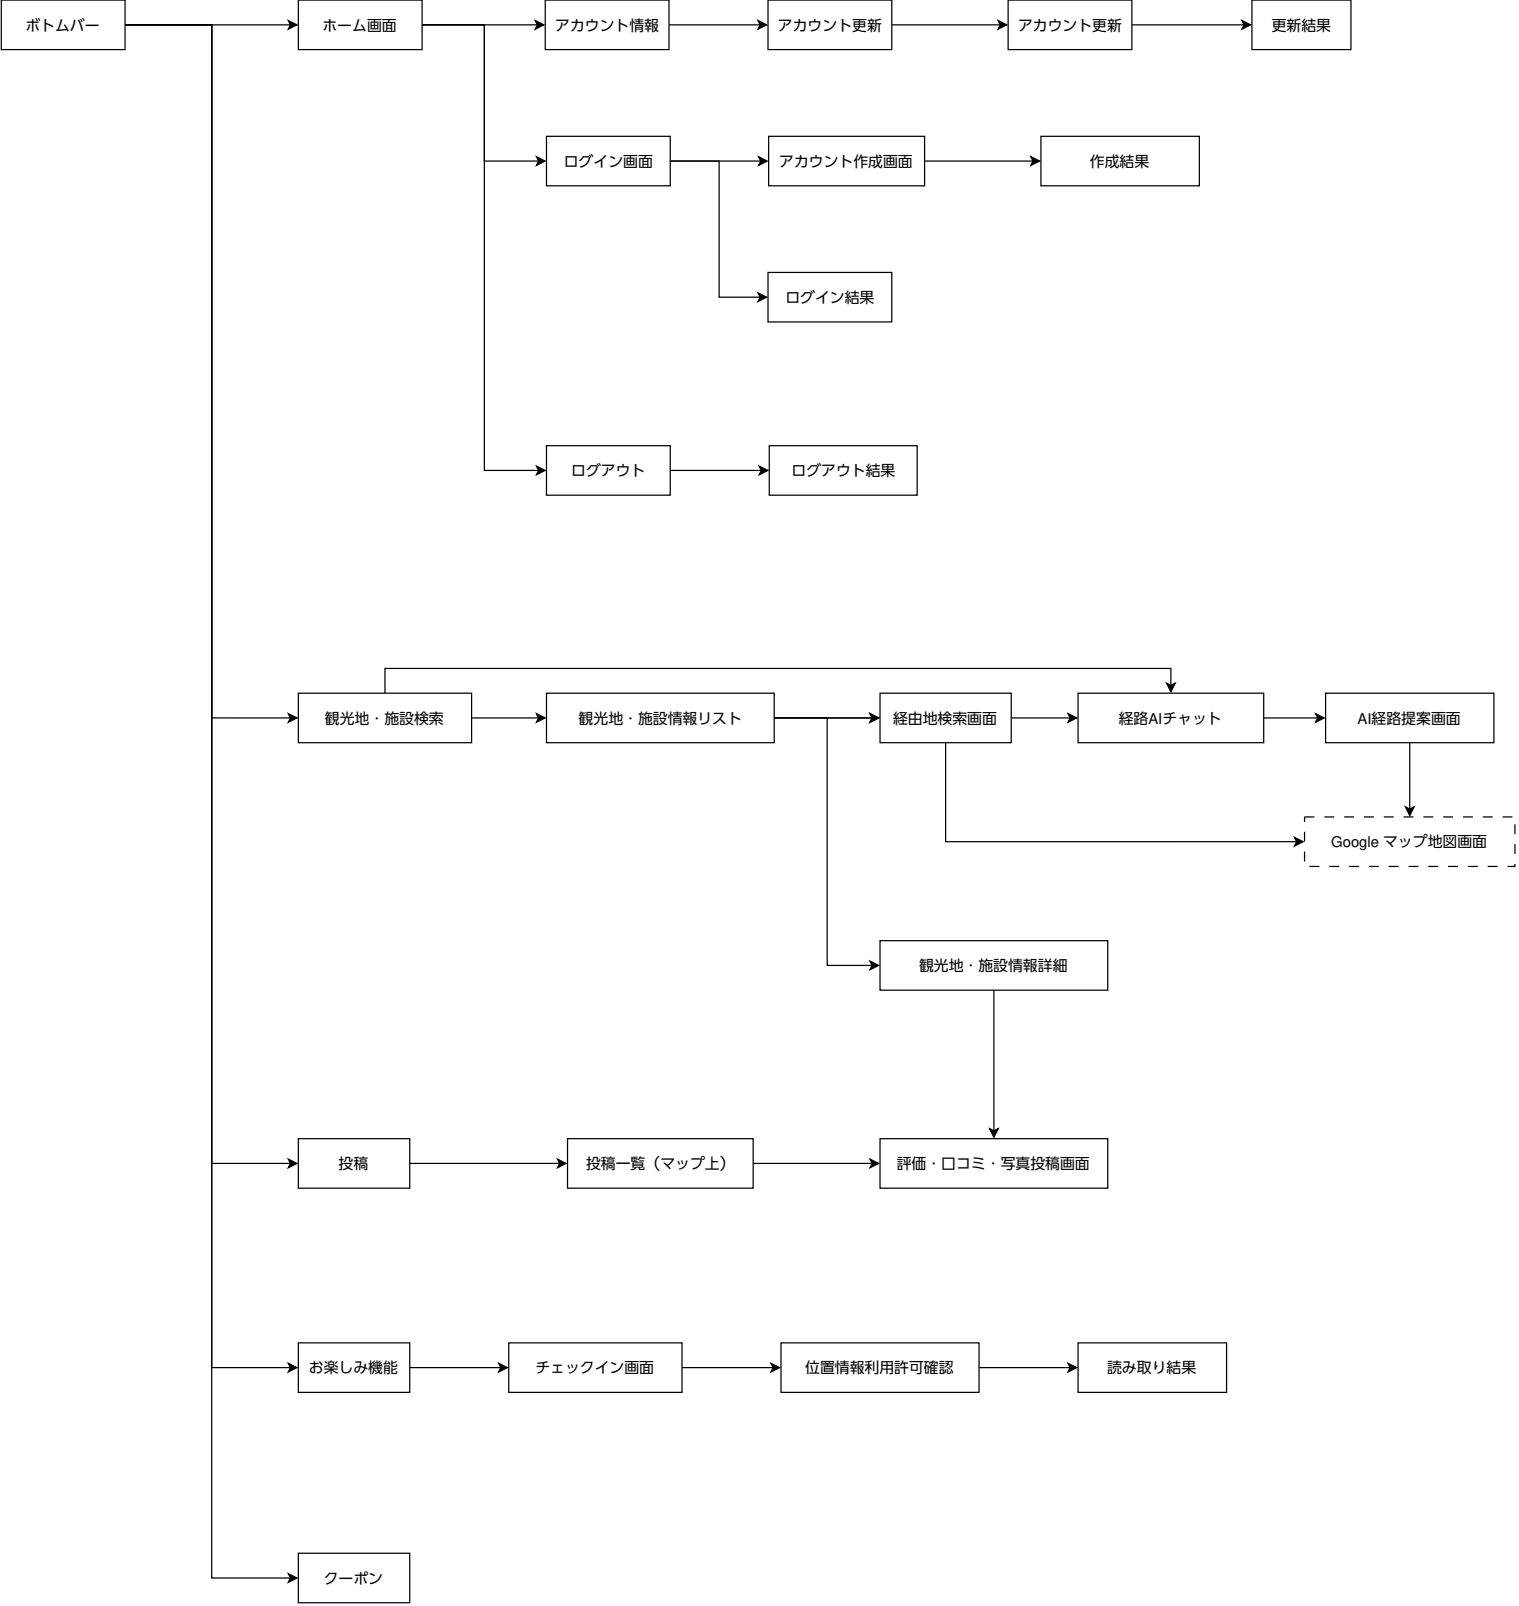 ボトムバー
ホーム画面
アカウント情報
アカウント更新
アカウント更新
更新結果
ログイン画面
アカウント作成画面
作成結果
ログイン結果
ログアウト
ログアウト結果
観光地・施設検索
観光地・施設情報リスト
経由地検索画面
経路AIチャット
AI経路提案画面
Google マップ地図画面
観光地・施設情報詳細
投稿
投稿一覧（マップ上）
評価・口コミ・写真投稿画面
お楽しみ機能
チェックイン画面
位置情報利用許可確認
読み取り結果
クーポン